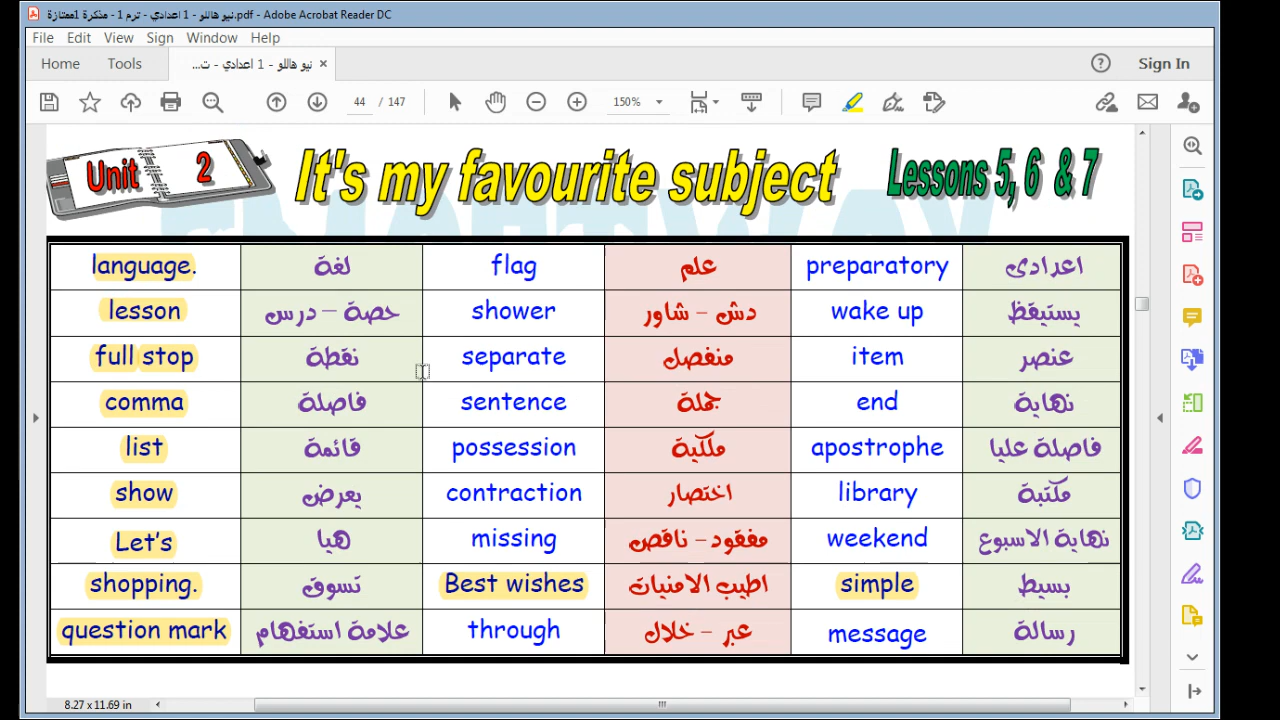 نيو هاللو - 1 اعدادي - ترم 1 - مذكرة 1ممتازة.pdf - Adobe Acrobat Reader DC
File Edit View Sign Window Help
Home Tools نيو هاللو - 1 اعدادي - ت... × Sign In
44 / 147 150%
Unit 2 It's my favourite subject Lessons 5, 6 & 7
language. لغة flag علم preparatory اعدادى
lesson حصة – درس shower دش – شاور wake up يستيقظ
full stop نقطة separate منفصل item عنصر
comma فاصلة sentence جملة end نهاية
list قائمة possession ملكية apostrophe فاصلة عليا
show يعرض contraction اختصار library مكتبة
Let's هيا missing مفقود – ناقص weekend نهاية الاسبوع
shopping. تسوق Best wishes اطيب الامنيات simple بسيط
question mark علامة استفهام through عبر – خلال message رسالة
8.27 x 11.69 in